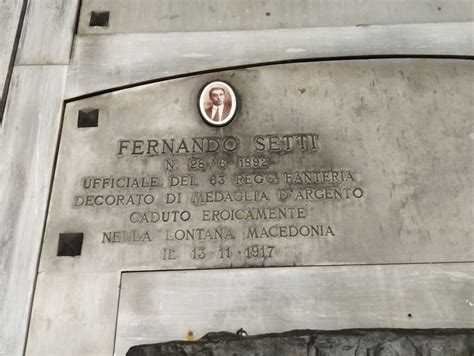 FERNANDO SETTI
N. 28·6·1892
UFFICIALE DEL 63 REGG. FANTERIA
DECORATO DI MEDAGLIA D'ARGENTO
CADUTO EROICAMENTE
NELLA LONTANA MACEDONIA
IL 13·11·1917